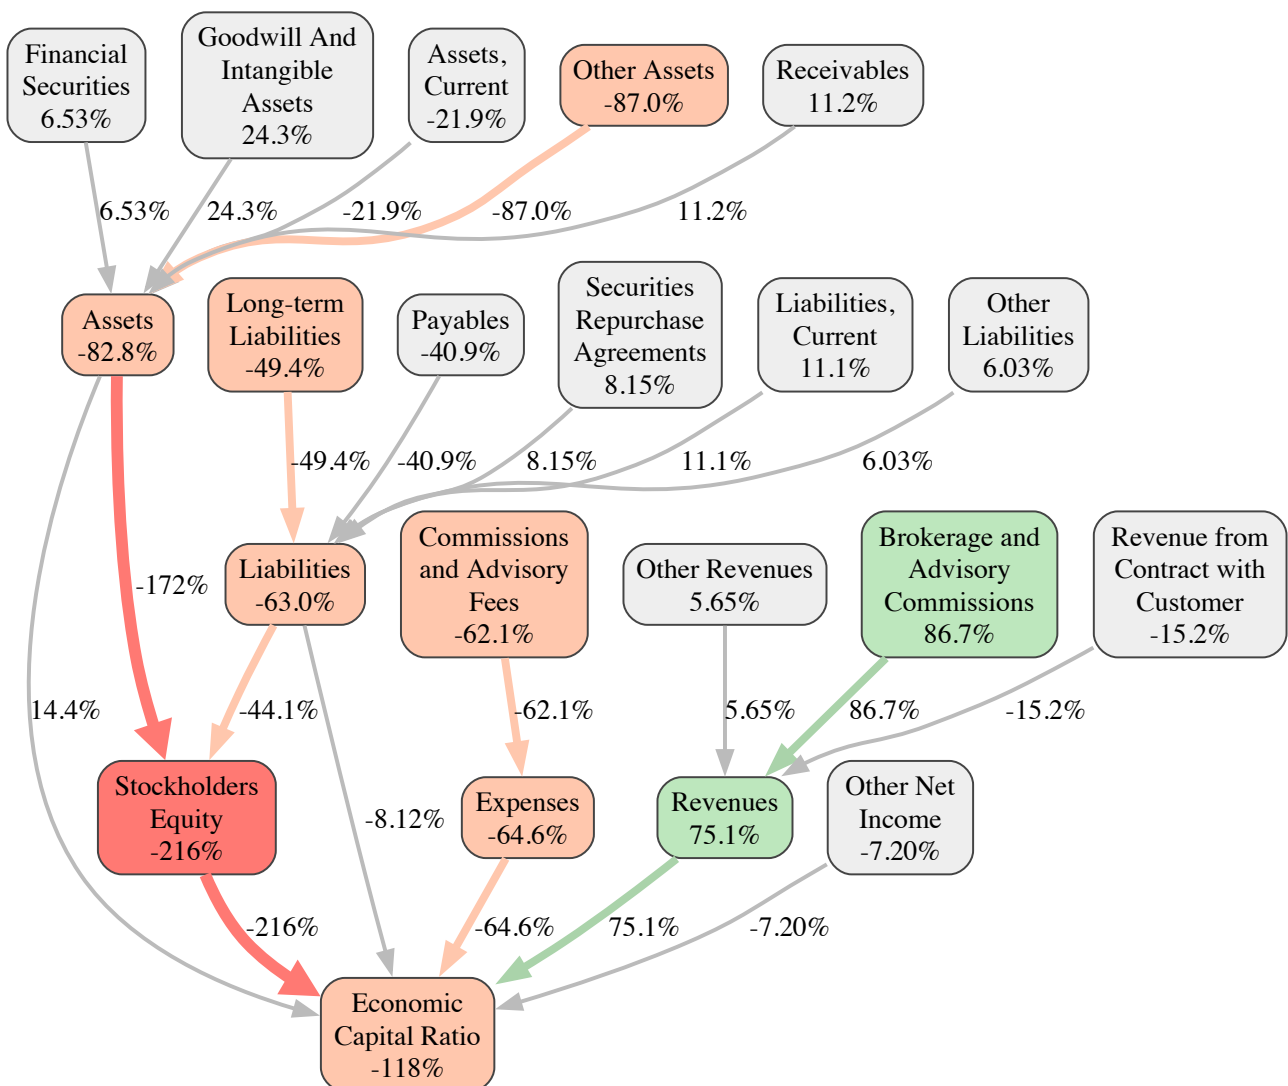 Financial
Securities
6.53%
Goodwill And
Intangible
Assets
24.3%
Assets,
Current
-21.9%
Other Assets
-87.0%
Receivables
11.2%
6.53%
24.3%
-21.9%
-87.0%
11.2%
Assets
-82.8%
Long-term
Liabilities
-49.4%
Payables
-40.9%
Securities
Repurchase
Agreements
8.15%
Liabilities,
Current
11.1%
Other
Liabilities
6.03%
-49.4%
-40.9%
8.15%
11.1%
6.03%
-172%
Liabilities
-63.0%
Commissions
and Advisory
Fees
-62.1%
Other Revenues
5.65%
Brokerage and
Advisory
Commissions
86.7%
Revenue from
Contract with
Customer
-15.2%
14.4%
-44.1%
-62.1%
5.65%
86.7%
-15.2%
Stockholders
Equity
-216%
-8.12%
Expenses
-64.6%
Revenues
75.1%
Other Net
Income
-7.20%
-216%
-64.6%
75.1%
-7.20%
Economic
Capital Ratio
-118%